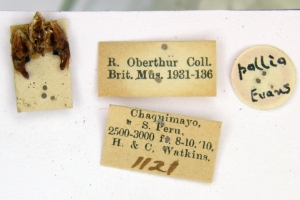 R. Oberthur Coll.
Brit. Mus. 1931-136
pallia
Evans
Chaquimayo,
S. Peru,
2500-3000 ft. 8-10.'10.
H. & C. Watkins.
1121